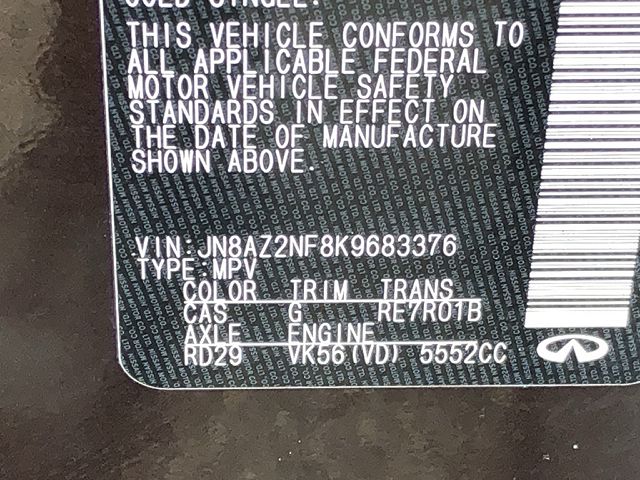 THIS VEHICLE CONFORMS TO
ALL APPLICABLE FEDERAL
MOTOR VEHICLE SAFETY
STANDARDS IN EFFECT ON
THE DATE OF MANUFACTURE
SHOWN ABOVE.
VIN:JN8AZ2NF8K9683376
TYPE:MPV
COLOR TRIM TRANS
CAS G RE7R01B
AXLE ENGINE
RD29 VK56(VD) 5552CC